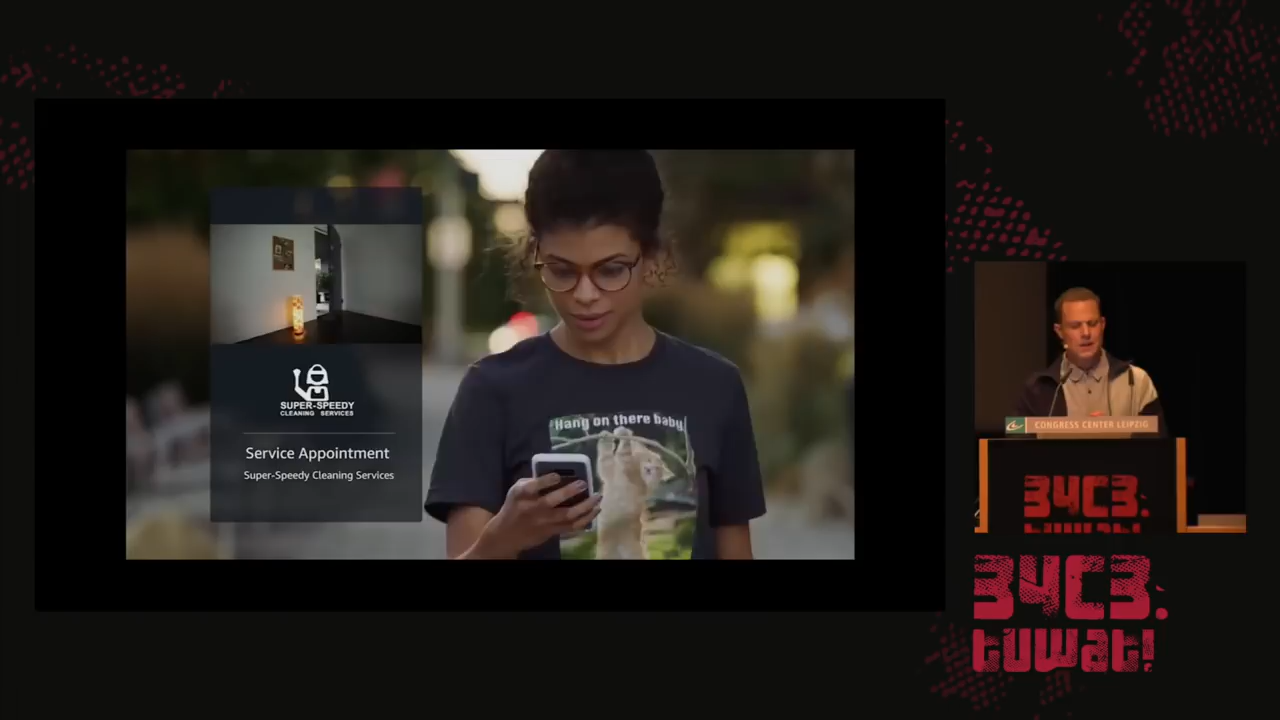 SUPER-SPEEDY
CLEANING SERVICES
Service Appointment
Super-Speedy Cleaning Services
Hang on there baby
CONGRESS CENTER LEIPZIG
34C3.
tuwat!
34C3.
tuwat!